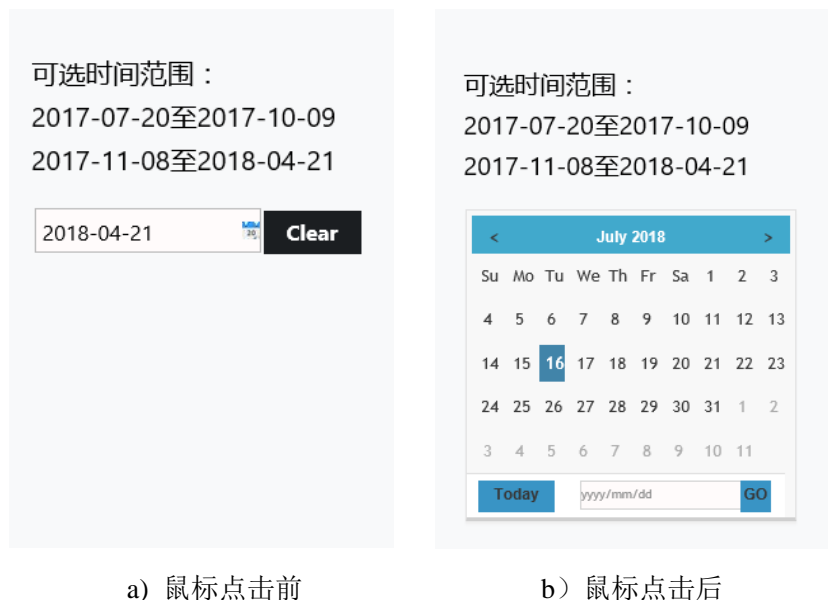 可选时间范围：
2017-07-20至2017-10-09
2017-11-08至2018-04-21
2018-04-21 20 Clear
a) 鼠标点击前
可选时间范围：
2017-07-20至2017-10-09
2017-11-08至2018-04-21
< July 2018 >
Su Mo Tu We Th Fr Sa 1 2 3
4 5 6 7 8 9 10 11 12 13
14 15 16 17 18 19 20 21 22 23
24 25 26 27 28 29 30 31 1 2
3 4 5 6 7 8 9 10 11
Today yyyy/mm/dd GO
b）鼠标点击后